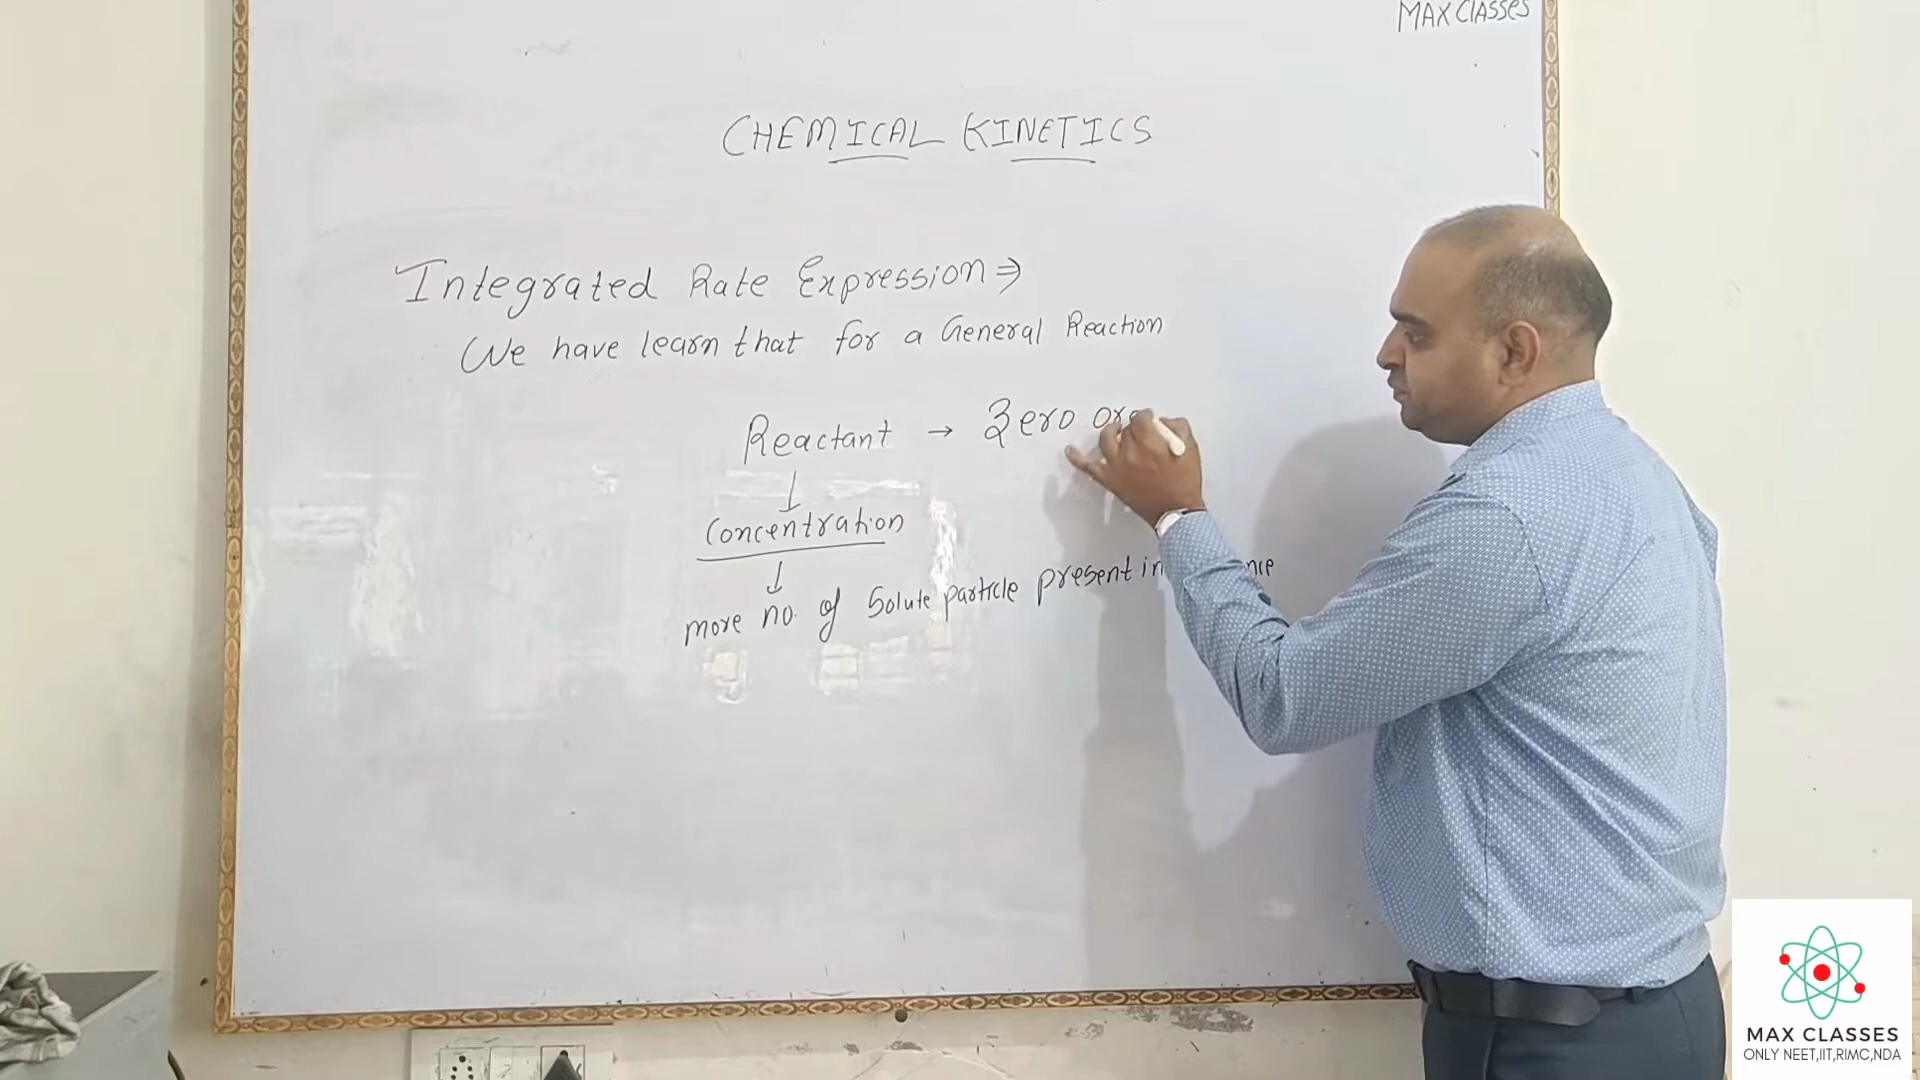 MAX CLASSES
CHEMICAL KINETICS
Integrated Rate Expression ⇒
We have learn that for a General Reaction
Reactant → Zero
↓
Concentration
↓
more no. of Solute particle present in
MAX CLASSES
ONLY NEET,IIT,RIMC,NDA